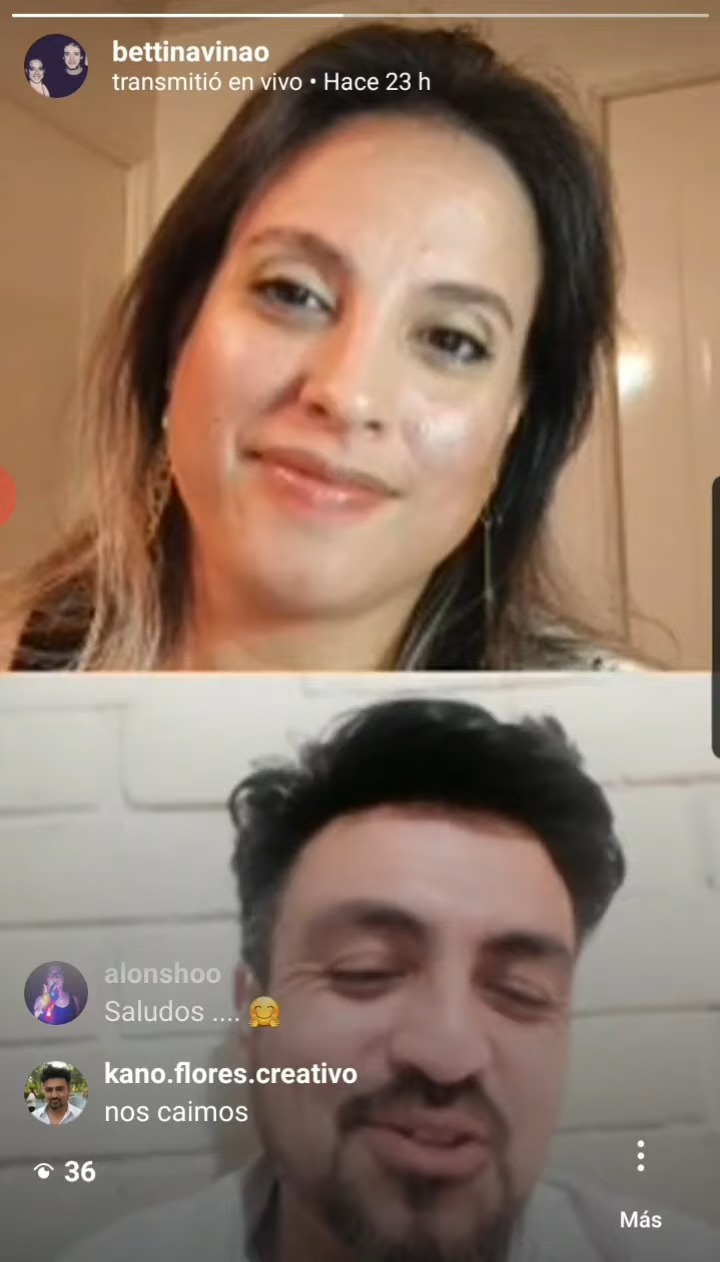 bettinavinao
transmitió en vivo • Hace 23 h
alonshoo
Saludos .... 🤗
kano.flores.creativo
nos caimos
36
Más